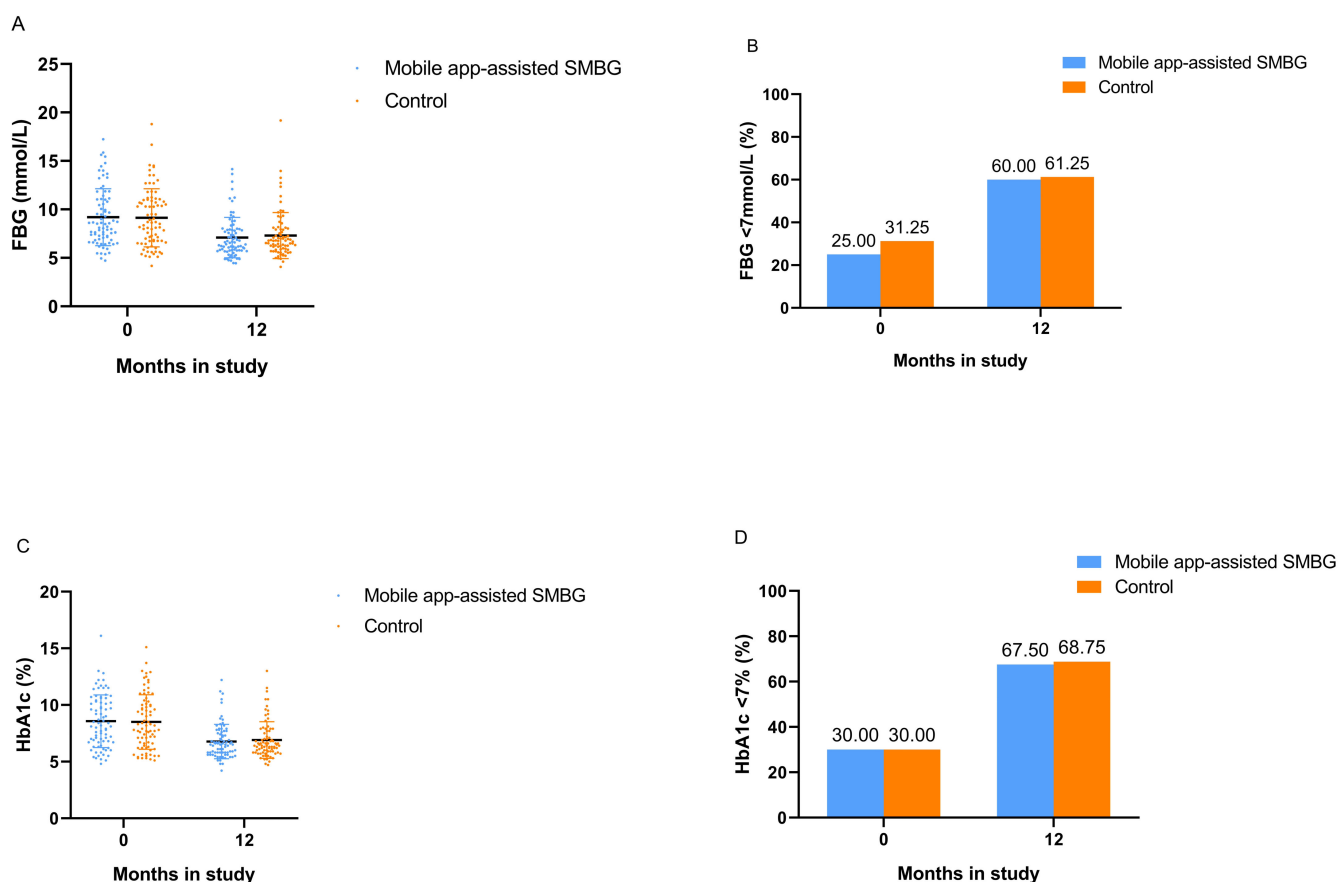 A
25
20
15
10
5
0
FBG (mmol/L)
0 12
Months in study
Mobile app-assisted SMBG
Control
B
Mobile app-assisted SMBG
Control
100
80
60
40
20
0
FBG <7mmol/L (%)
25.00 31.25 60.00 61.25
0 12
Months in study
C
20
15
10
5
0
HbA1c (%)
0 12
Months in study
Mobile app-assisted SMBG
Control
D
Mobile app-assisted SMBG
Control
100
80
60
40
20
0
HbA1c <7% (%)
30.00 30.00 67.50 68.75
0 12
Months in study